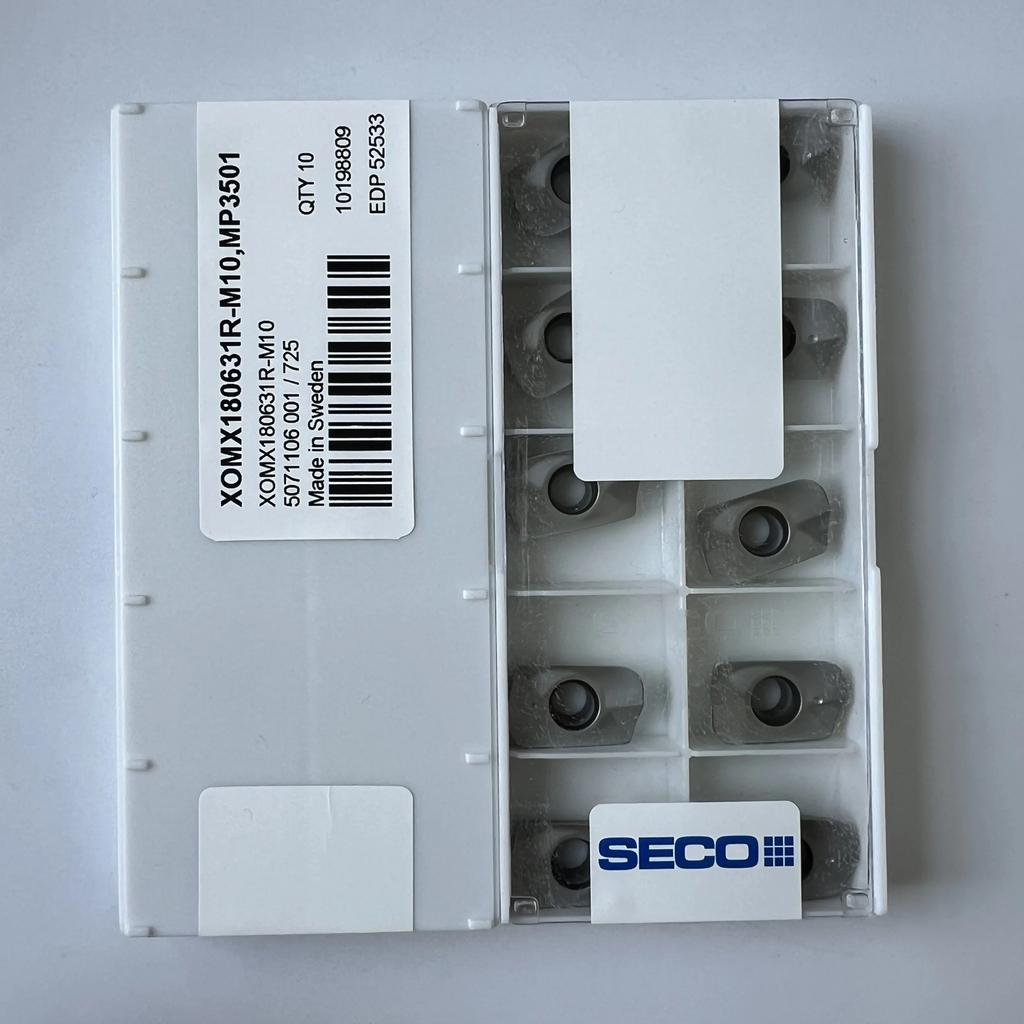 XOMX180631R-M10,MP3501
XOMX180631R-M10
5071106 001 / 725
Made in Sweden
QTY 10
10198809
EDP 52533
SECO